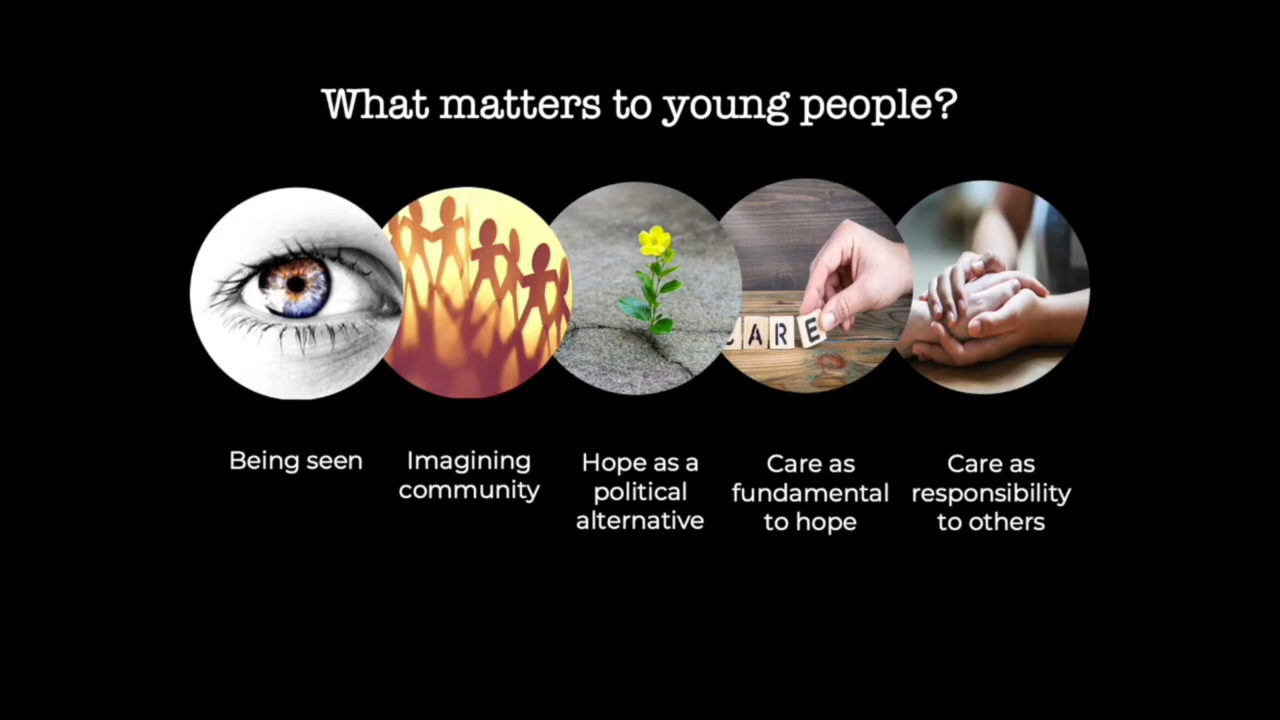 What matters to young people?
CARE
Being seen
Imagining
community
Hope as a
political
alternative
Care as
fundamental
to hope
Care as
responsibility
to others